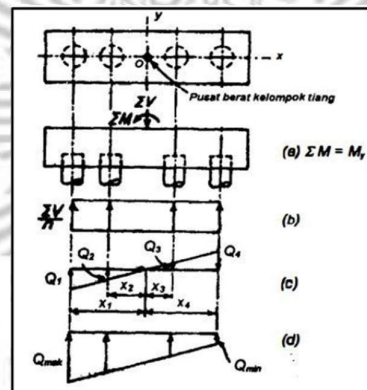 y
x
O
Pusat berat kelompok tiang
ΣV
ΣM
(a) ΣM = My
ΣV/n
(b)
Q1 Q2 Q3 Q4
(c)
X2 X3
X1 X4
(d)
Qmak Qmin